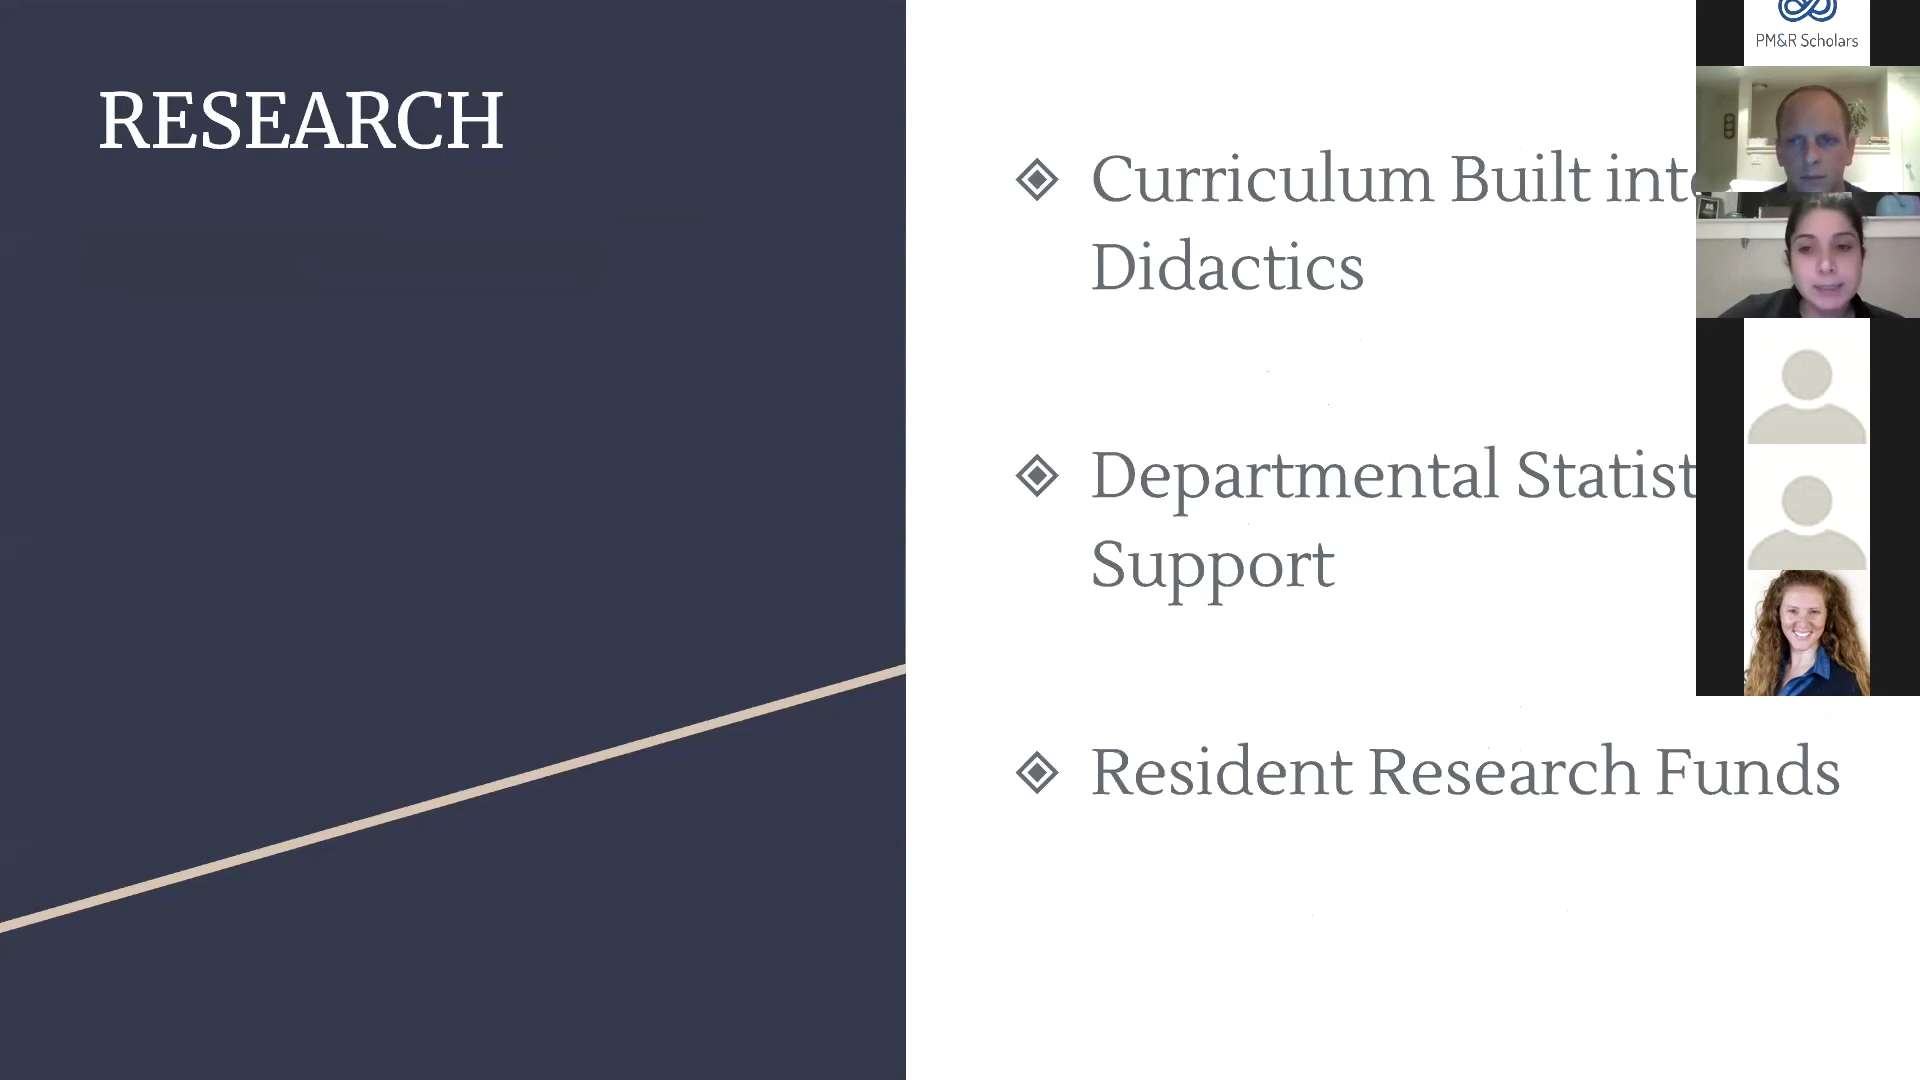 RESEARCH
Curriculum Built into
Didactics
Departmental Statist
Support
Resident Research Funds
PM&R Scholars